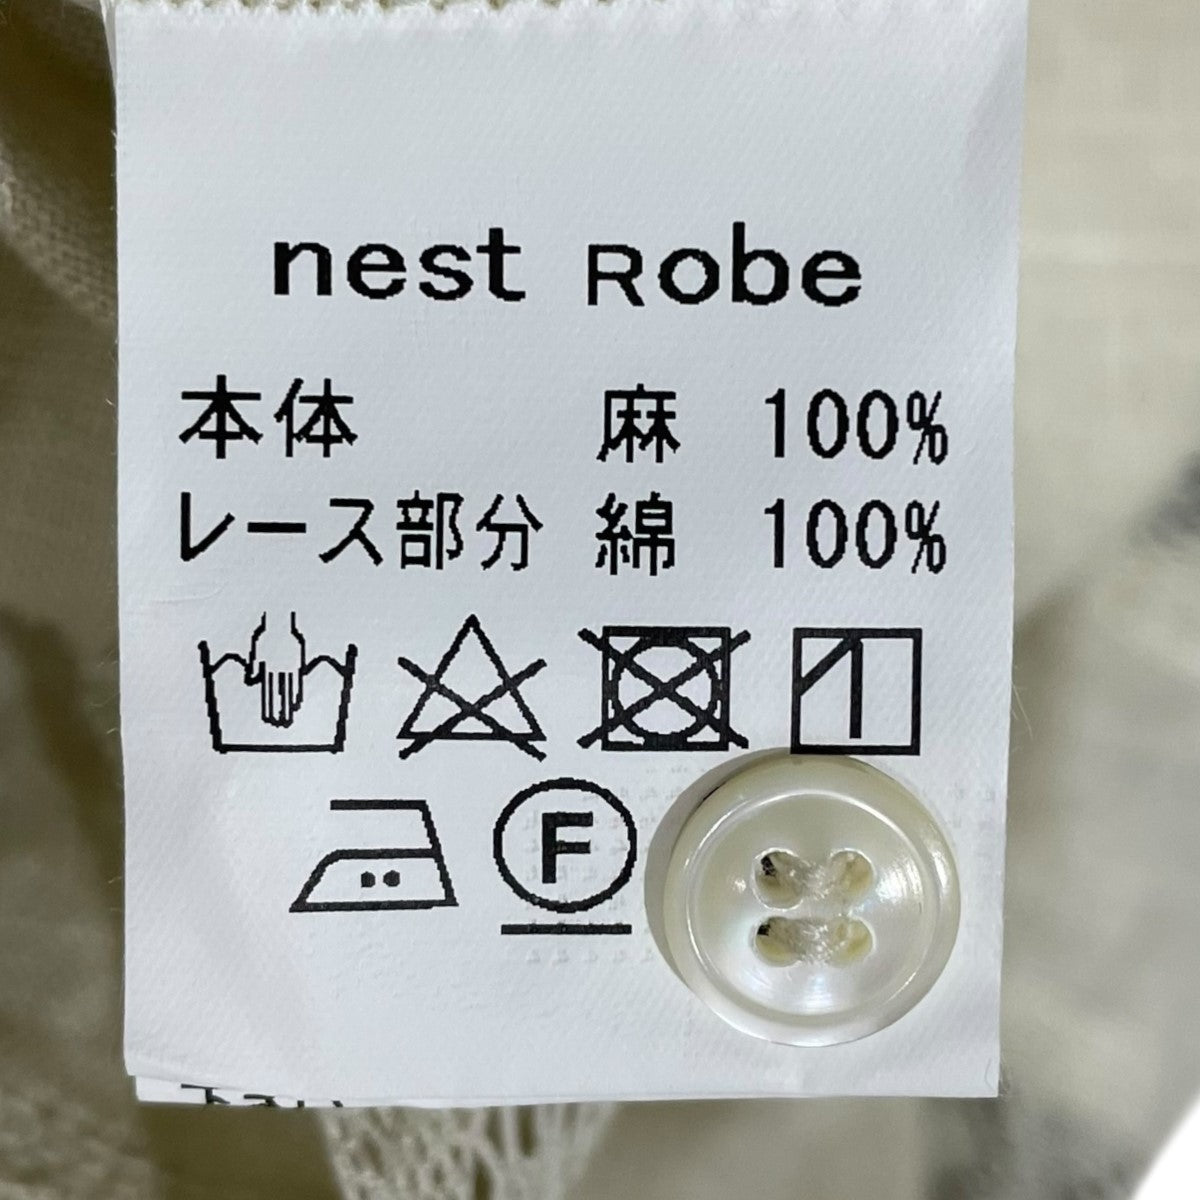 nest Robe
本体 麻 100%
レース部分 綿 100%
F